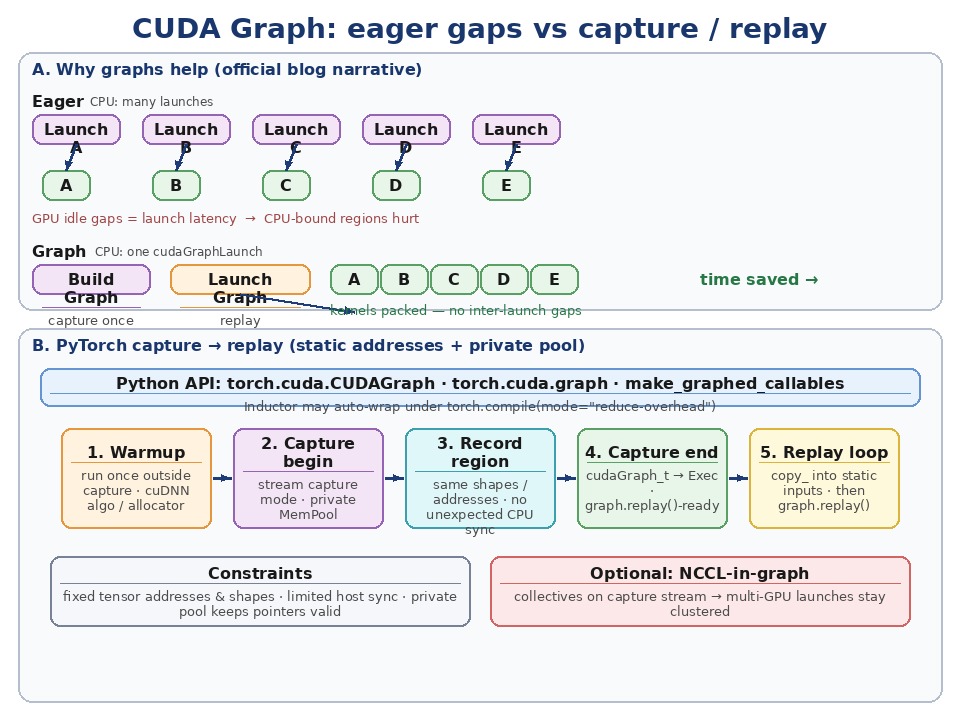 CUDA Graph: eager gaps vs capture / replay
A. Why graphs help (official blog narrative)
Eager CPU: many launches
Launch A
Launch B
Launch C
Launch D
Launch E
A
B
C
D
E
GPU idle gaps = launch latency → CPU-bound regions hurt
Graph CPU: one cudaGraphLaunch
Build
Graph
capture once
Launch
Graph
replay
A
B
C
D
E
time saved →
kernels packed — no inter-launch gaps
B. PyTorch capture → replay (static addresses + private pool)
Python API: torch.cuda.CUDAGraph · torch.cuda.graph · make_graphed_callables
Inductor may auto-wrap under torch.compile(mode="reduce-overhead")
1. Warmup
run once outside
capture · cuDNN
algo / allocator
2. Capture
begin
stream capture
mode · private
MemPool
3. Record
region
same shapes /
addresses · no
unexpected CPU
sync
4. Capture end
cudaGraph_t → Exec
·
graph.replay()-ready
5. Replay loop
copy_ into static
inputs · then
graph.replay()
Constraints
fixed tensor addresses & shapes · limited host sync · private
pool keeps pointers valid
Optional: NCCL-in-graph
collectives on capture stream → multi-GPU launches stay
clustered